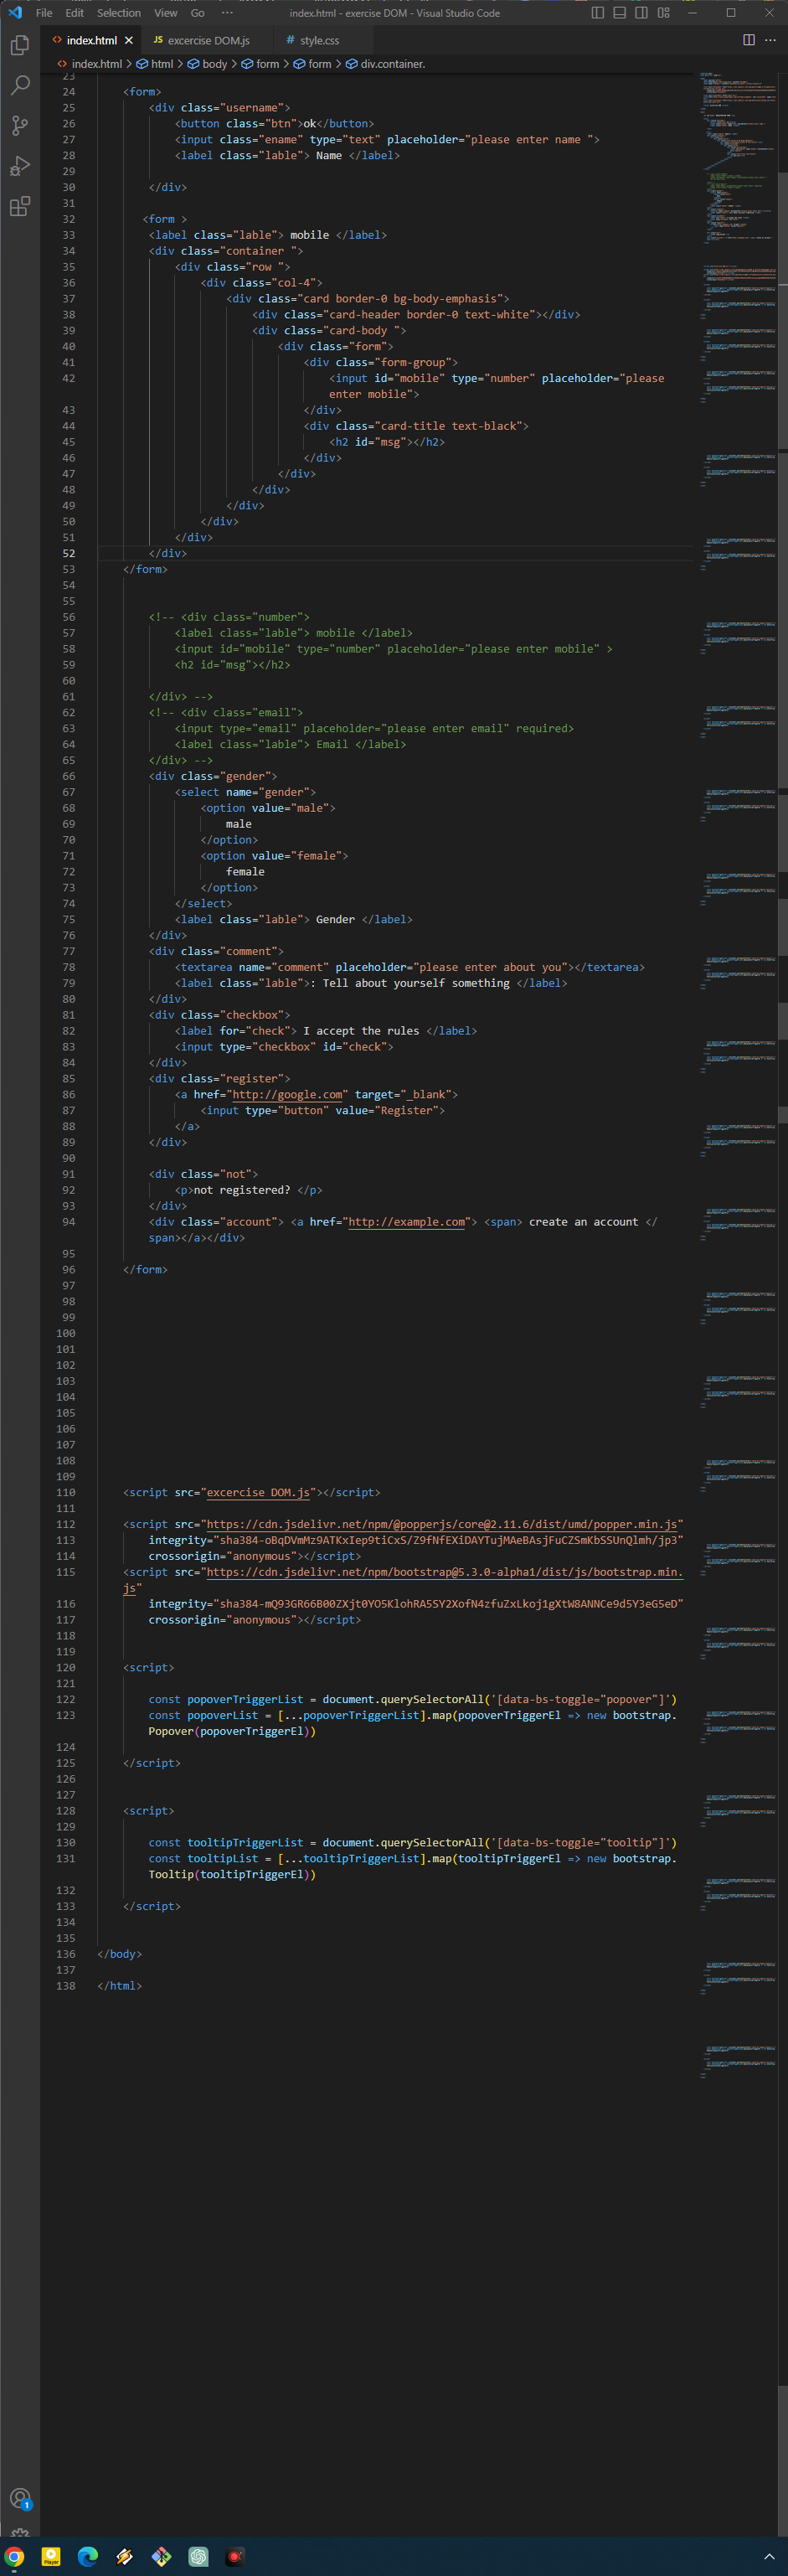 File Edit Selection View Go ··· index.html - exercise DOM - Visual Studio Code
index.html JS excercise DOM.js # style.css
index.html > html > body > form > form > div.container.
23
24 <form>
25 <div class="username">
26 <button class="btn">ok</button>
27 <input class="ename" type="text" placeholder="please enter name ">
28 <label class="lable"> Name </label>
29
30 </div>
31
32 <form >
33 <label class="lable"> mobile </label>
34 <div class="container ">
35 <div class="row ">
36 <div class="col-4">
37 <div class="card border-0 bg-body-emphasis">
38 <div class="card-header border-0 text-white"></div>
39 <div class="card-body ">
40 <div class="form">
41 <div class="form-group">
42 <input id="mobile" type="number" placeholder="please
enter mobile">
43 </div>
44 <div class="card-title text-black">
45 <h2 id="msg"></h2>
46 </div>
47 </div>
48 </div>
49 </div>
50 </div>
51 </div>
52 </div>
53 </form>
54
55
56 <!-- <div class="number">
57 <label class="lable"> mobile </label>
58 <input id="mobile" type="number" placeholder="please enter mobile" >
59 <h2 id="msg"></h2>
60
61 </div> -->
62 <!-- <div class="email">
63 <input type="email" placeholder="please enter email" required>
64 <label class="lable"> Email </label>
65 </div> -->
66 <div class="gender">
67 <select name="gender">
68 <option value="male">
69 male
70 </option>
71 <option value="female">
72 female
73 </option>
74 </select>
75 <label class="lable"> Gender </label>
76 </div>
77 <div class="comment">
78 <textarea name="comment" placeholder="please enter about you"></textarea>
79 <label class="lable">: Tell about yourself something </label>
80 </div>
81 <div class="checkbox">
82 <label for="check"> I accept the rules </label>
83 <input type="checkbox" id="check">
84 </div>
85 <div class="register">
86 <a href="http://google.com" target="_blank">
87 <input type="button" value="Register">
88 </a>
89 </div>
90
91 <div class="not">
92 <p>not registered? </p>
93 </div>
94 <div class="account"> <a href="http://example.com"> <span> create an account </
span></a></div>
95
96 </form>
97
98
99
100
101
102
103
104
105
106
107
108
109
110 <script src="excercise DOM.js"></script>
111
112 <script src="https://cdn.jsdelivr.net/npm/@popperjs/core@2.11.6/dist/umd/popper.min.js"
113 integrity="sha384-oBqDVmMz9ATKxIep9tiCxS/Z9fNfEXiDAYTujMAeBAsjFuCZSmKbSSUnQlmh/jp3"
114 crossorigin="anonymous"></script>
115 <script src="https://cdn.jsdelivr.net/npm/bootstrap@5.3.0-alpha1/dist/js/bootstrap.min.
js"
116 integrity="sha384-mQ93GR66B00ZXjt0YO5KlohRA5SY2XofN4zfuZxLkoj1gXtW8ANNCe9d5Y3eG5eD"
117 crossorigin="anonymous"></script>
118
119
120 <script>
121
122 const popoverTriggerList = document.querySelectorAll('[data-bs-toggle="popover"]')
123 const popoverList = [...popoverTriggerList].map(popoverTriggerEl => new bootstrap.
Popover(popoverTriggerEl))
124
125 </script>
126
127
128 <script>
129
130 const tooltipTriggerList = document.querySelectorAll('[data-bs-toggle="tooltip"]')
131 const tooltipList = [...tooltipTriggerList].map(tooltipTriggerEl => new bootstrap.
Tooltip(tooltipTriggerEl))
132
133 </script>
134
135
136 </body>
137
138 </html>
1
Player